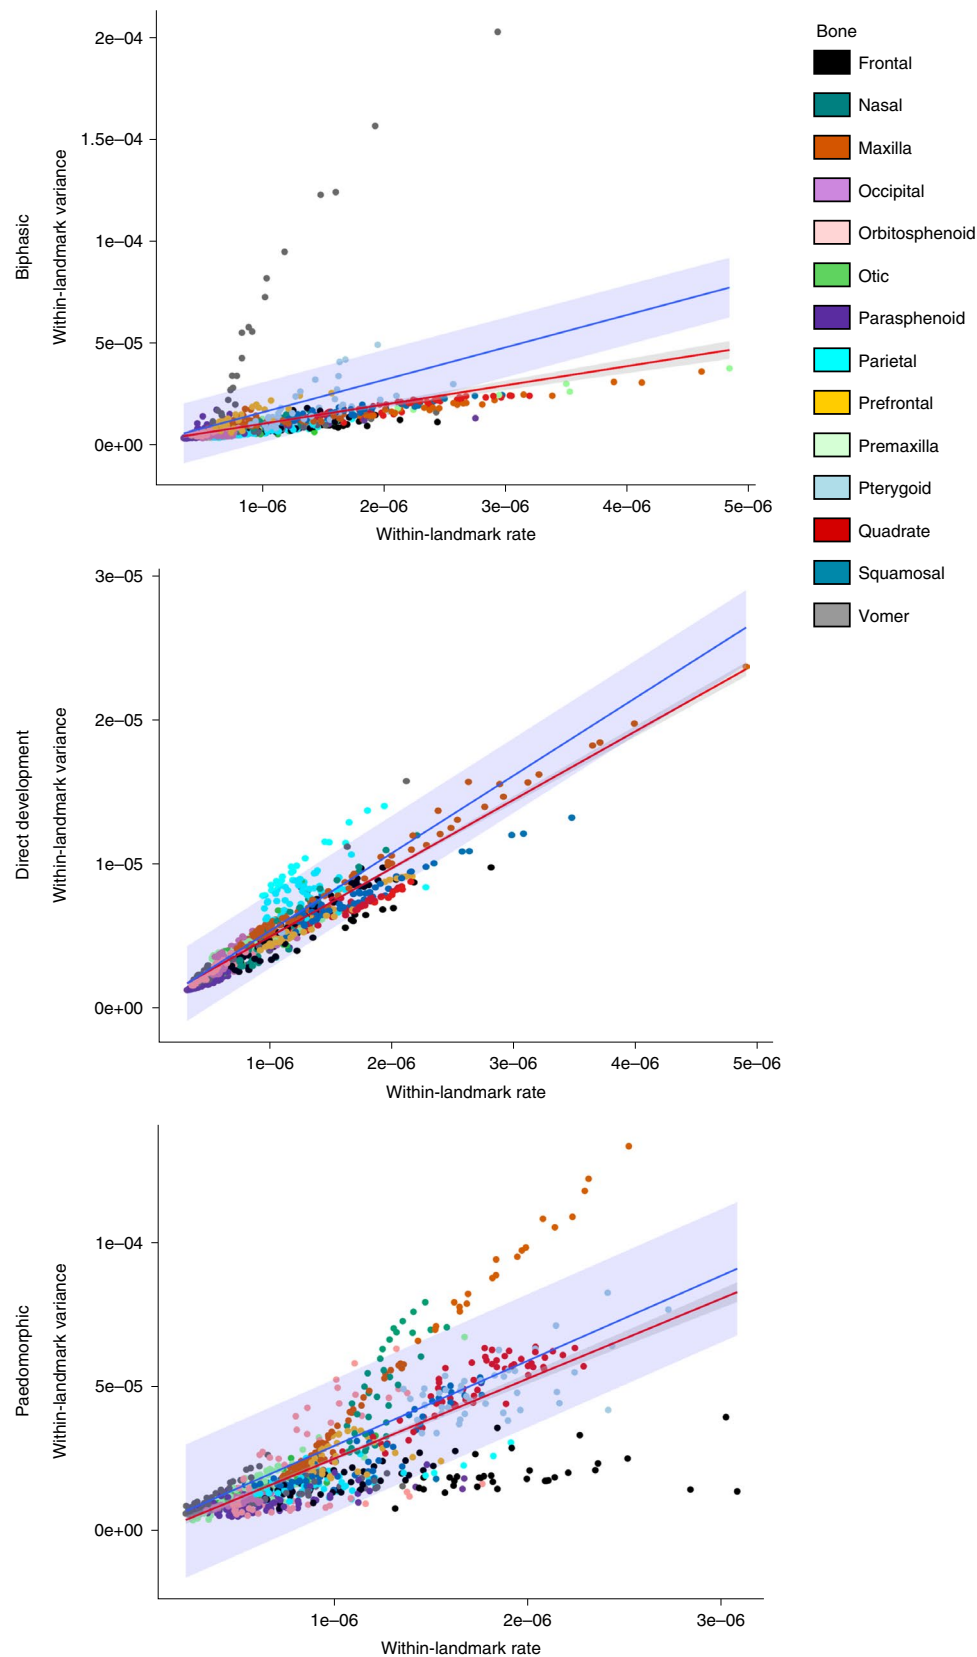 Bone
Frontal
Nasal
Maxilla
Occipital
Orbitosphenoid
Otic
Parasphenoid
Parietal
Prefrontal
Premaxilla
Pterygoid
Quadrate
Squamosal
Vomer
Biphasic
Within-landmark variance
2e–04
1.5e–04
1e–04
5e–05
0e+00
1e–06 2e–06 3e–06 4e–06 5e–06
Within-landmark rate
Direct development
Within-landmark variance
3e–05
2e–05
1e–05
0e+00
1e–06 2e–06 3e–06 4e–06 5e–06
Within-landmark rate
Paedomorphic
Within-landmark variance
1e–04
5e–05
0e+00
1e–06 2e–06 3e–06
Within-landmark rate